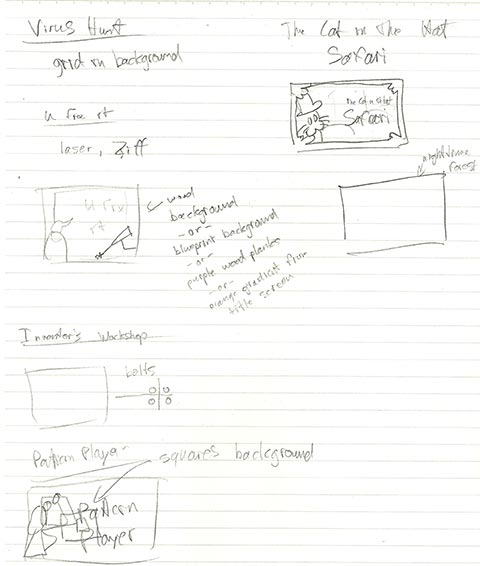 Virus Hunt
grid in background
U Fix It
laser, Ziff
U Fix
It
wood
background
-or-
blueprint background
-or-
purple wood planks
-or-
orange gradient from
title screen
Inventor's Workshop
bolts
Pattern Player
squares background
Pattern
Player
The Cat in The Hat
Safari
The Cat in the Hat
Safari
forest